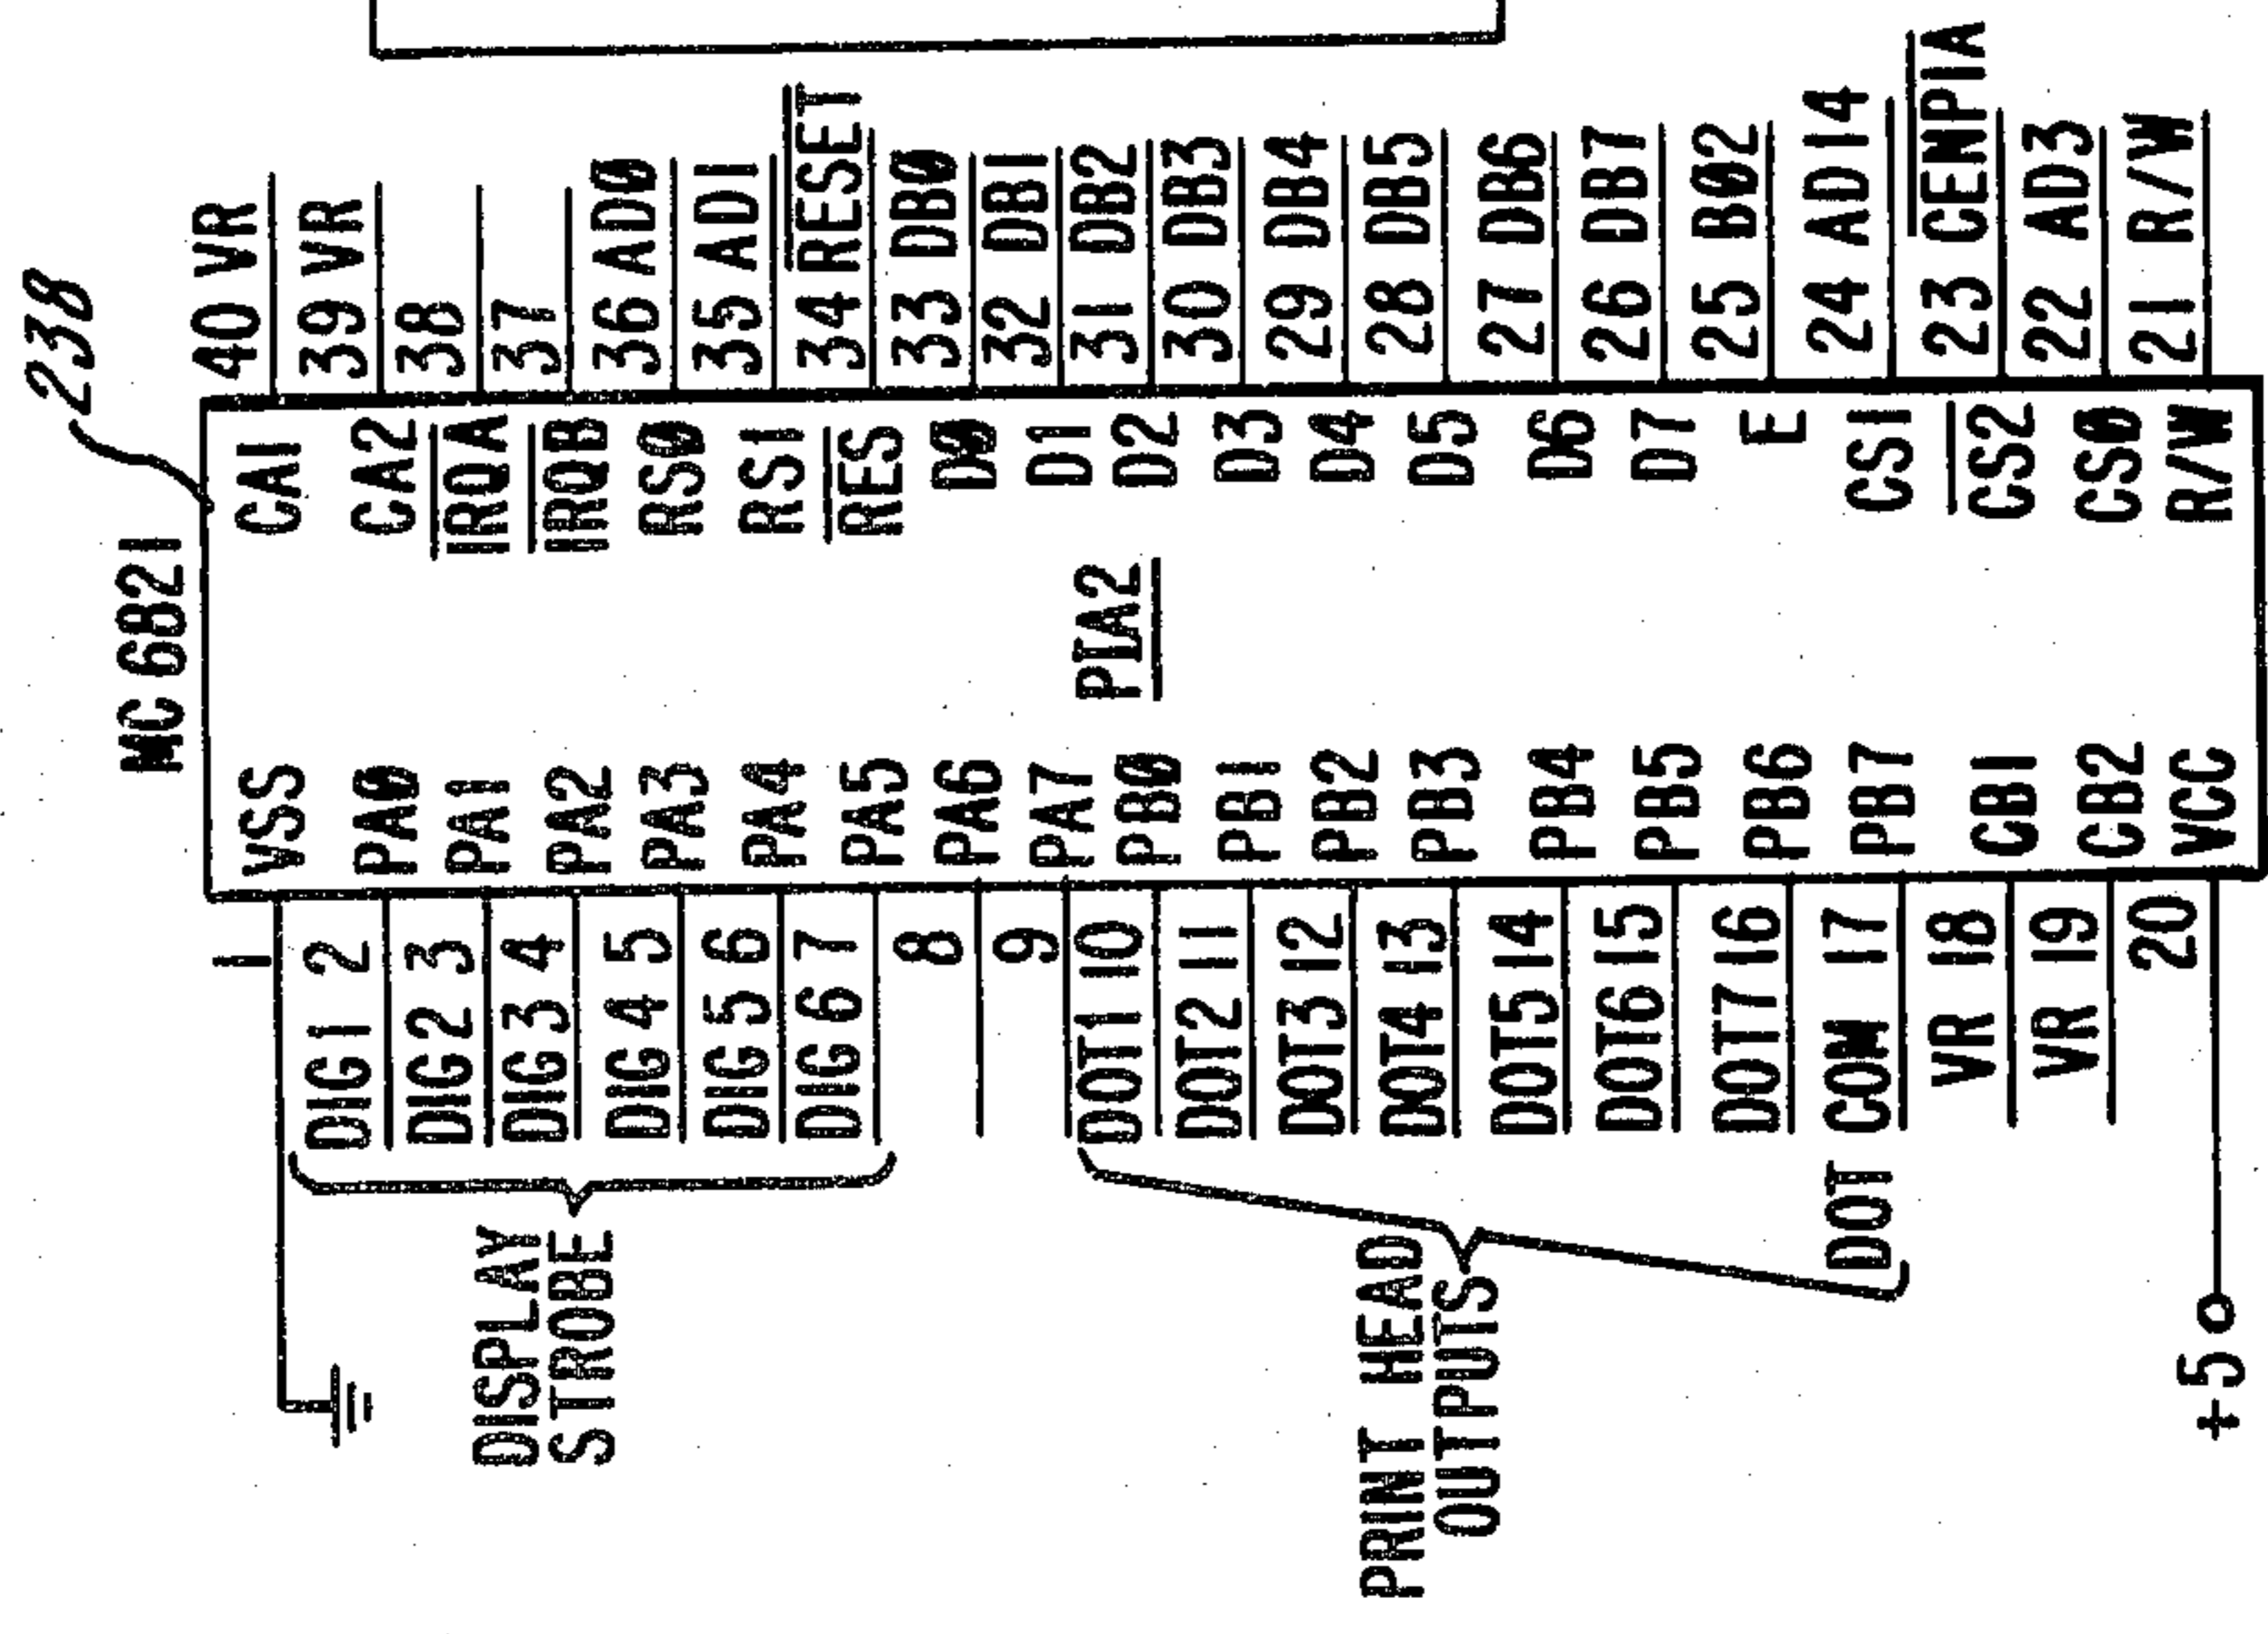 238
MC 6821
1 VSS CA1 40 VR
DIG1 2 PA0 CA2 39 VR
DIG2 3 PA1 IRQA 38
DIG3 4 PA2 IRQB 37
DISPLAY
STROBE
DIG4 5 PA3 RS0 36 AD0
DIG5 6 PA4 RS1 35 AD1
DIG6 7 PA5 RES 34 RESET
8 PA6 D0 33 DB0
9 PA7 D1 32 DB1
DOT1 10 PB0 PIA2 D2 31 DB2
DOT2 11 PB1 D3 30 DB3
DOT3 12 PB2 D4 29 DB4
PRINT HEAD
OUTPUTS
DOT4 13 PB3 D5 28 DB5
DOT5 14 PB4 D6 27 DB6
DOT6 15 PB5 D7 26 DB7
DOT7 16 PB6 E 25 BØ2
DOT COM 17 PB7 CS1 24 AD14
VR 18 CB1 CS2 23 CENPIA
VR 19 CB2 CS0 22 AD3
+5 20 VCC R/W 21 R/W